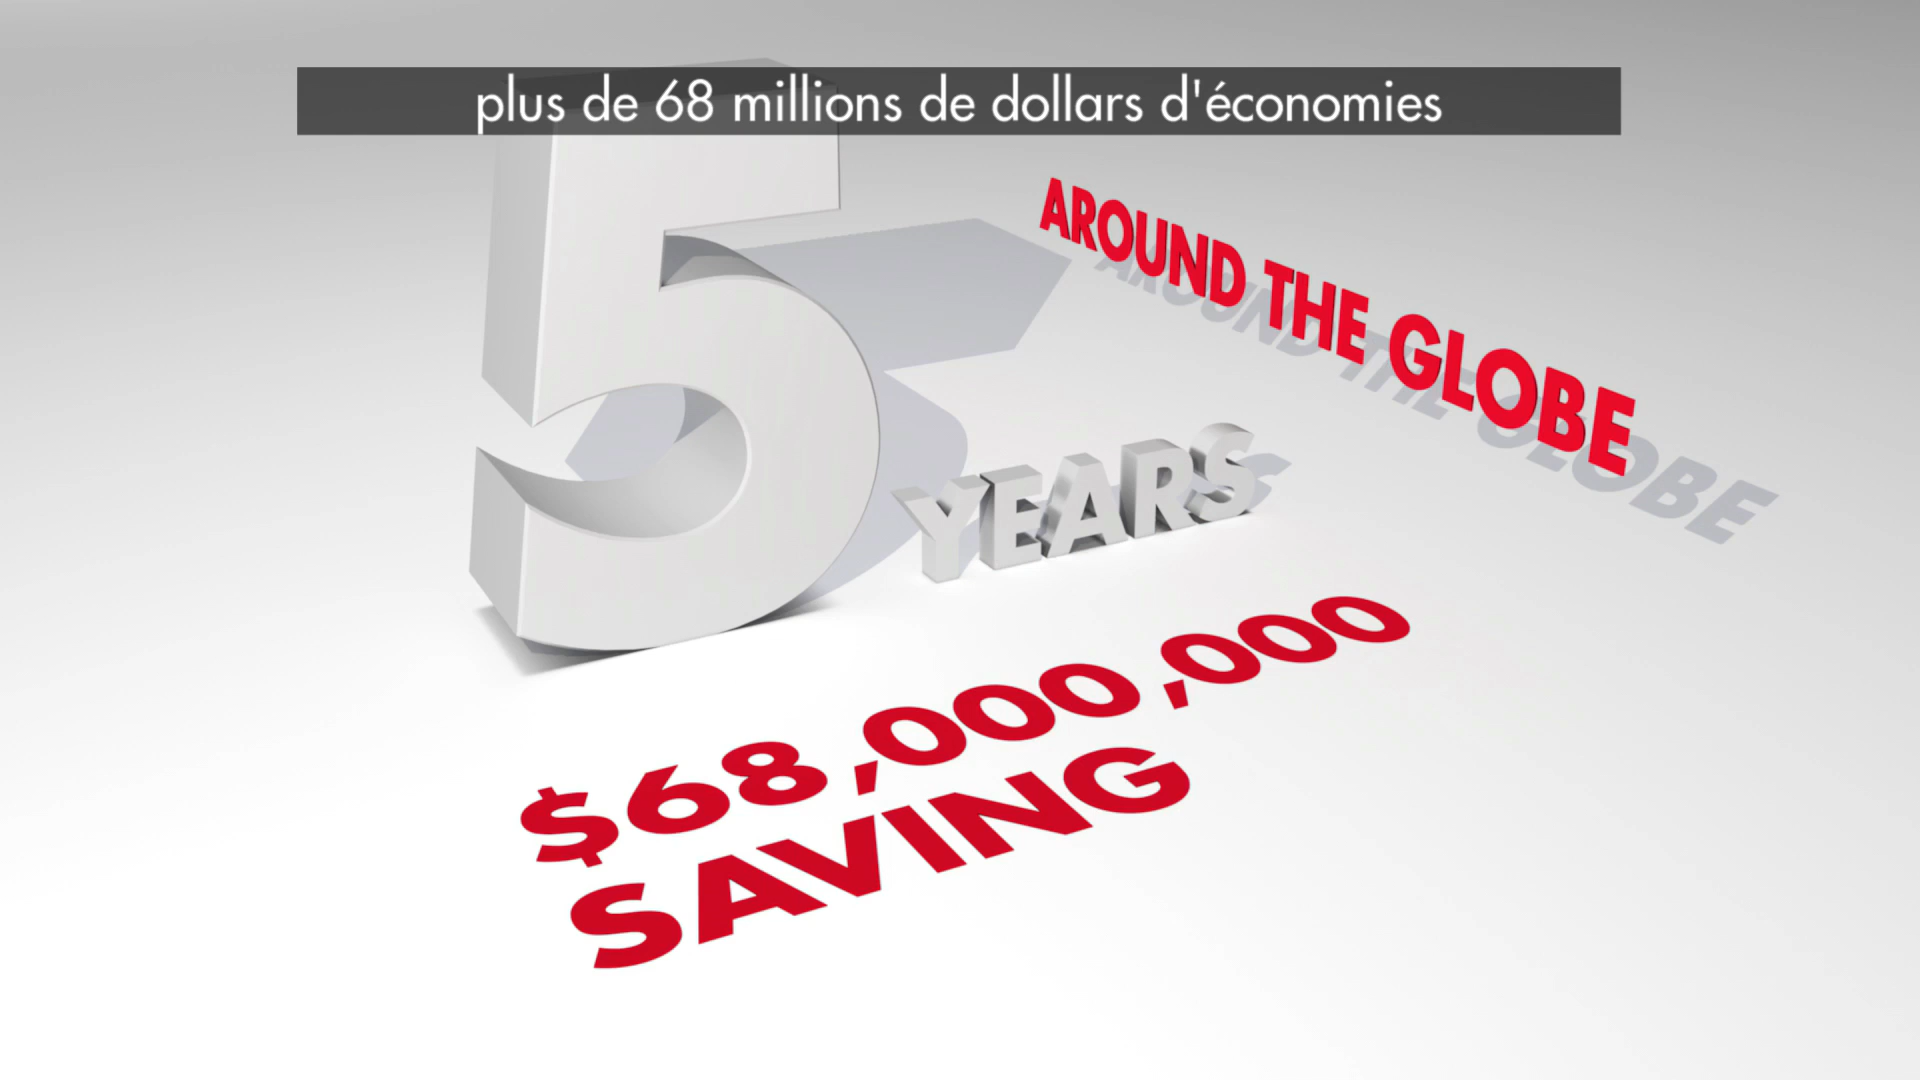 plus de 68 millions de dollars d'économies
AROUND THE GLOBE
5 YEARS
$68,000,000
SAVING